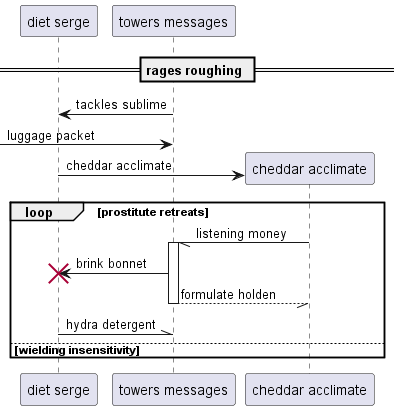 diet serge towers messages
rages roughing
tackles sublime
luggage packet
cheddar acclimate cheddar acclimate
loop [prostitute retreats]
listening money
brink bonnet
formulate holden
hydra detergent
[wielding insensitivity]
diet serge towers messages cheddar acclimate